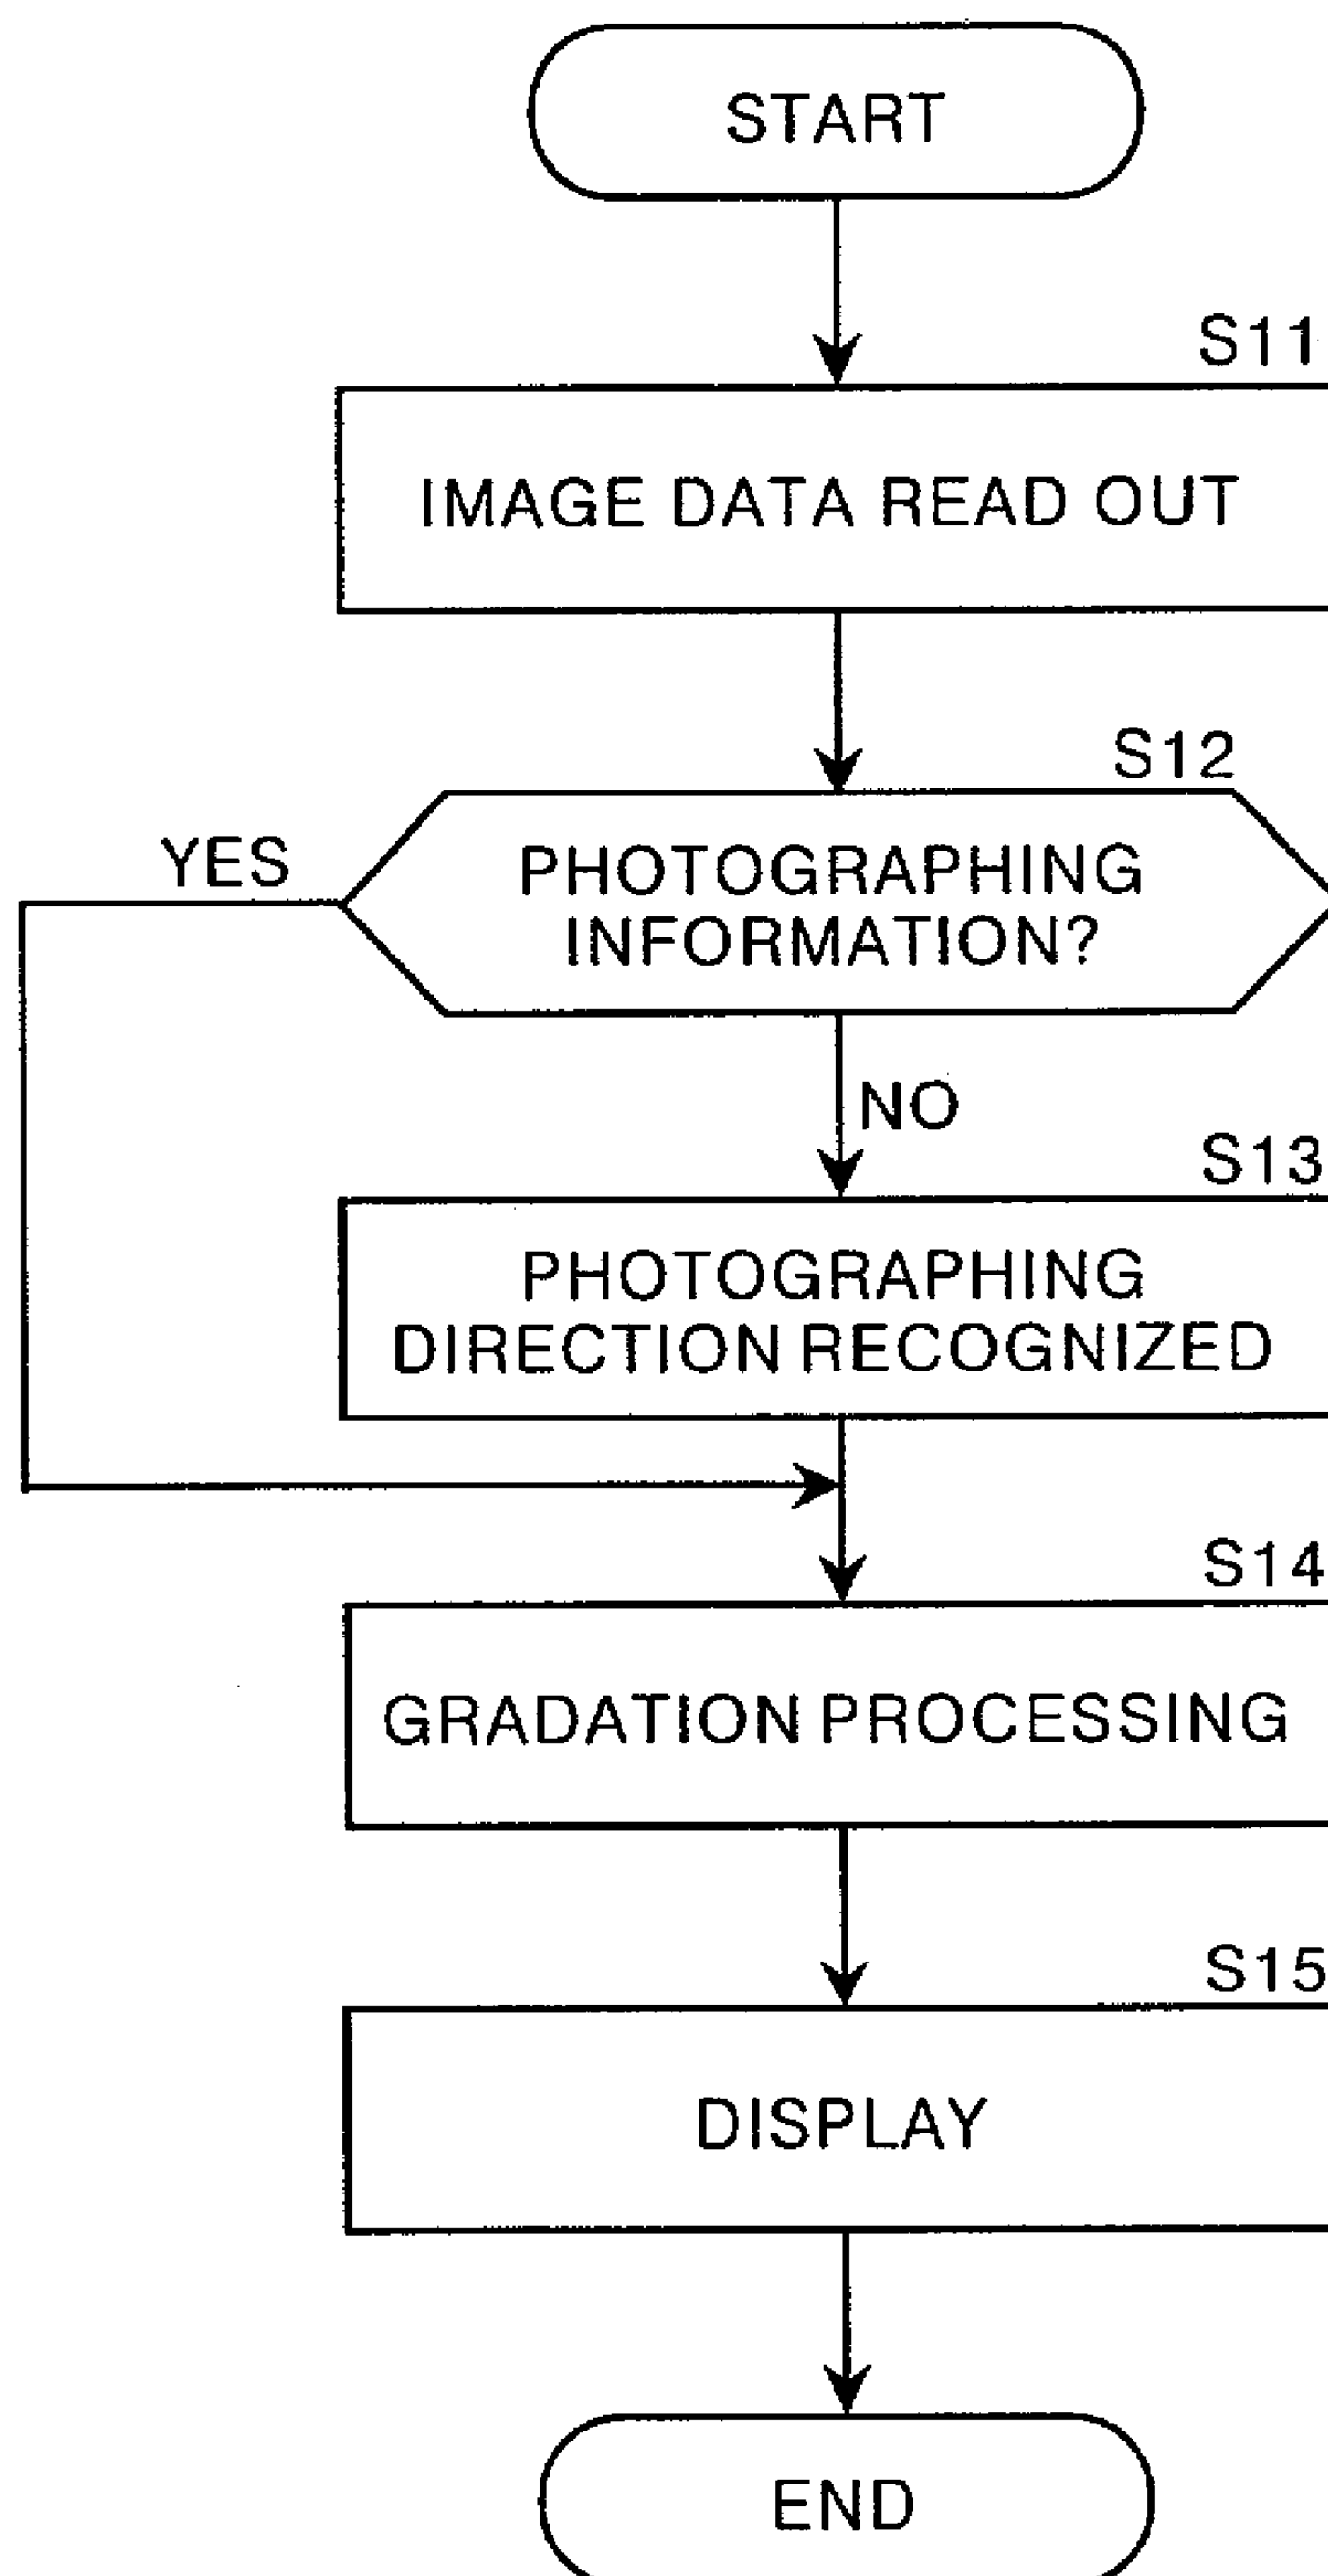 START
S11
IMAGE DATA READ OUT
S12
YES
PHOTOGRAPHING
INFORMATION?
NO
S13
PHOTOGRAPHING
DIRECTION RECOGNIZED
S14
GRADATION PROCESSING
S15
DISPLAY
END